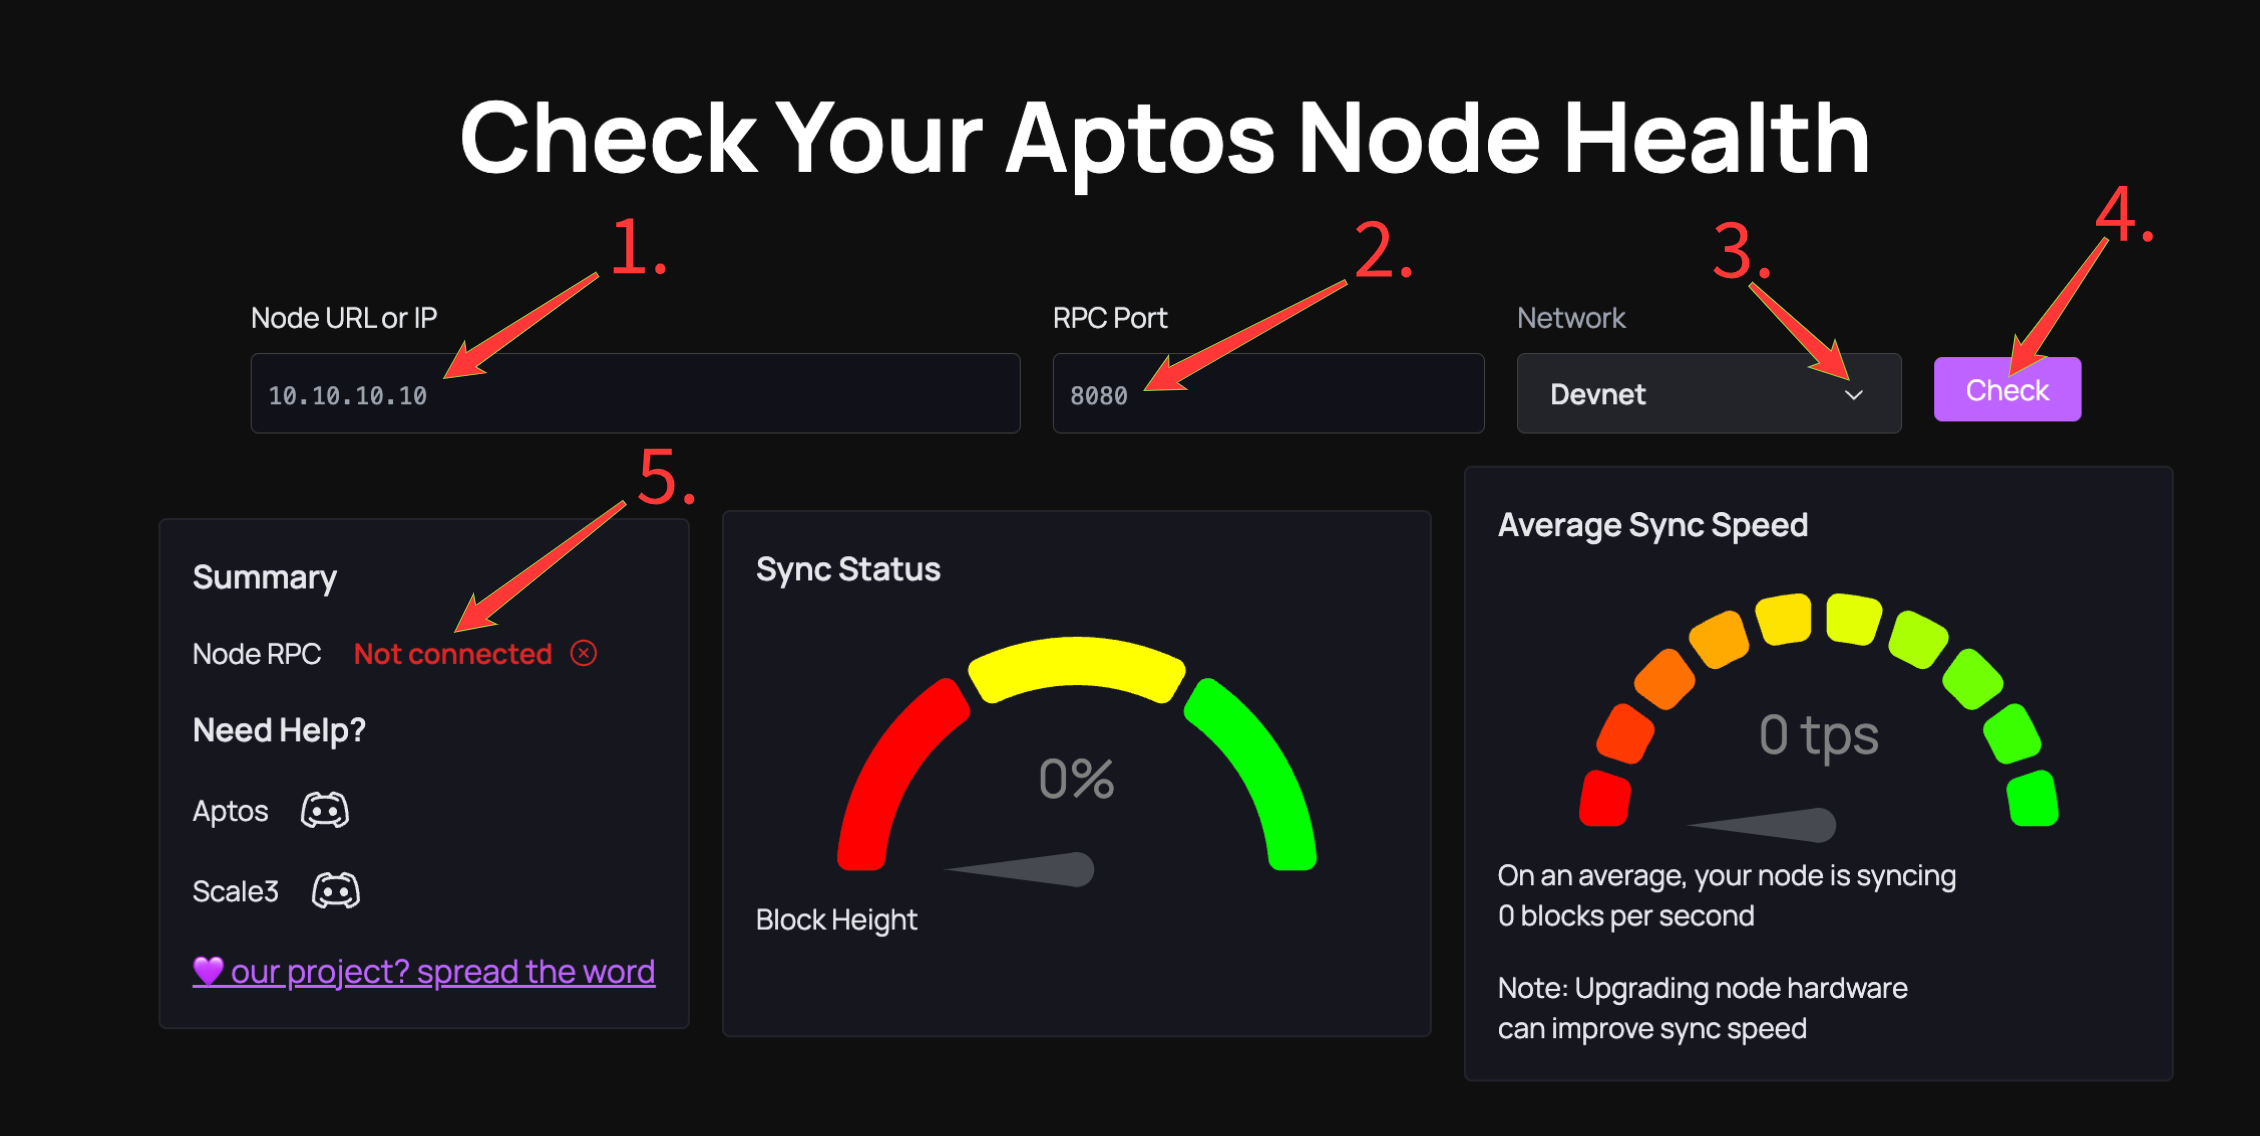 Check Your Aptos Node Health
1.
2.
3.
4.
Node URL or IP
RPC Port
Network
10.10.10.10
8080
Devnet
Check
5.
Summary
Node RPC Not connected
Need Help?
Aptos
Scale3
💜 our project? spread the word
Sync Status
0%
Block Height
Average Sync Speed
0 tps
On an average, your node is syncing
0 blocks per second
Note: Upgrading node hardware
can improve sync speed